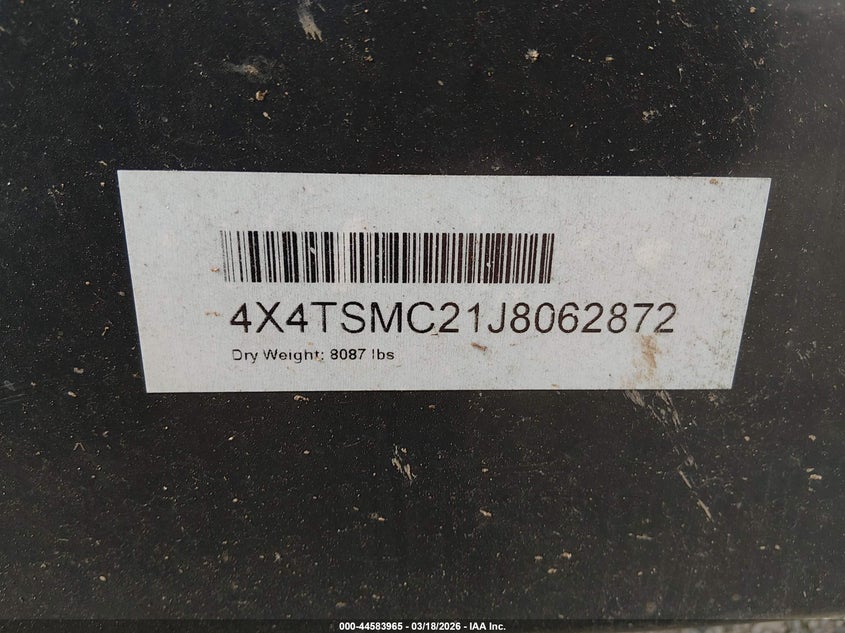 4X4TSMC21J8062872
Dry Weight: 8087 lbs
000-44583965 - 03/18/2026 - IAA Inc.